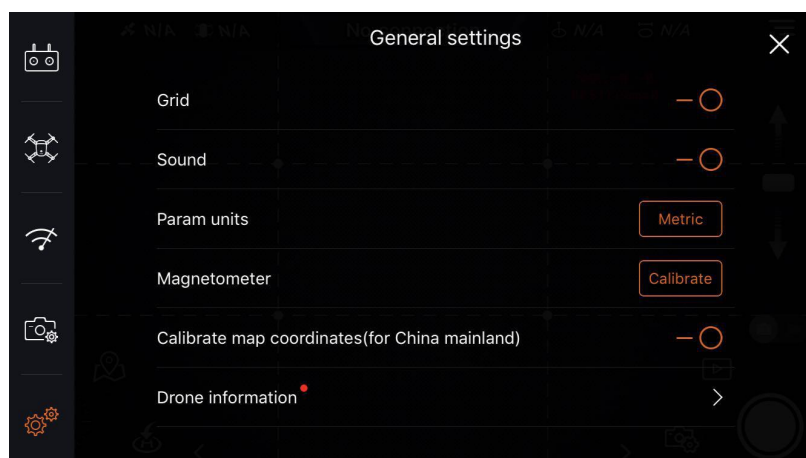 N/A N/A N/A N/A
General settings
Grid
Sound
Param units
Metric
Magnetometer
Calibrate
Calibrate map coordinates(for China mainland)
Drone information
H